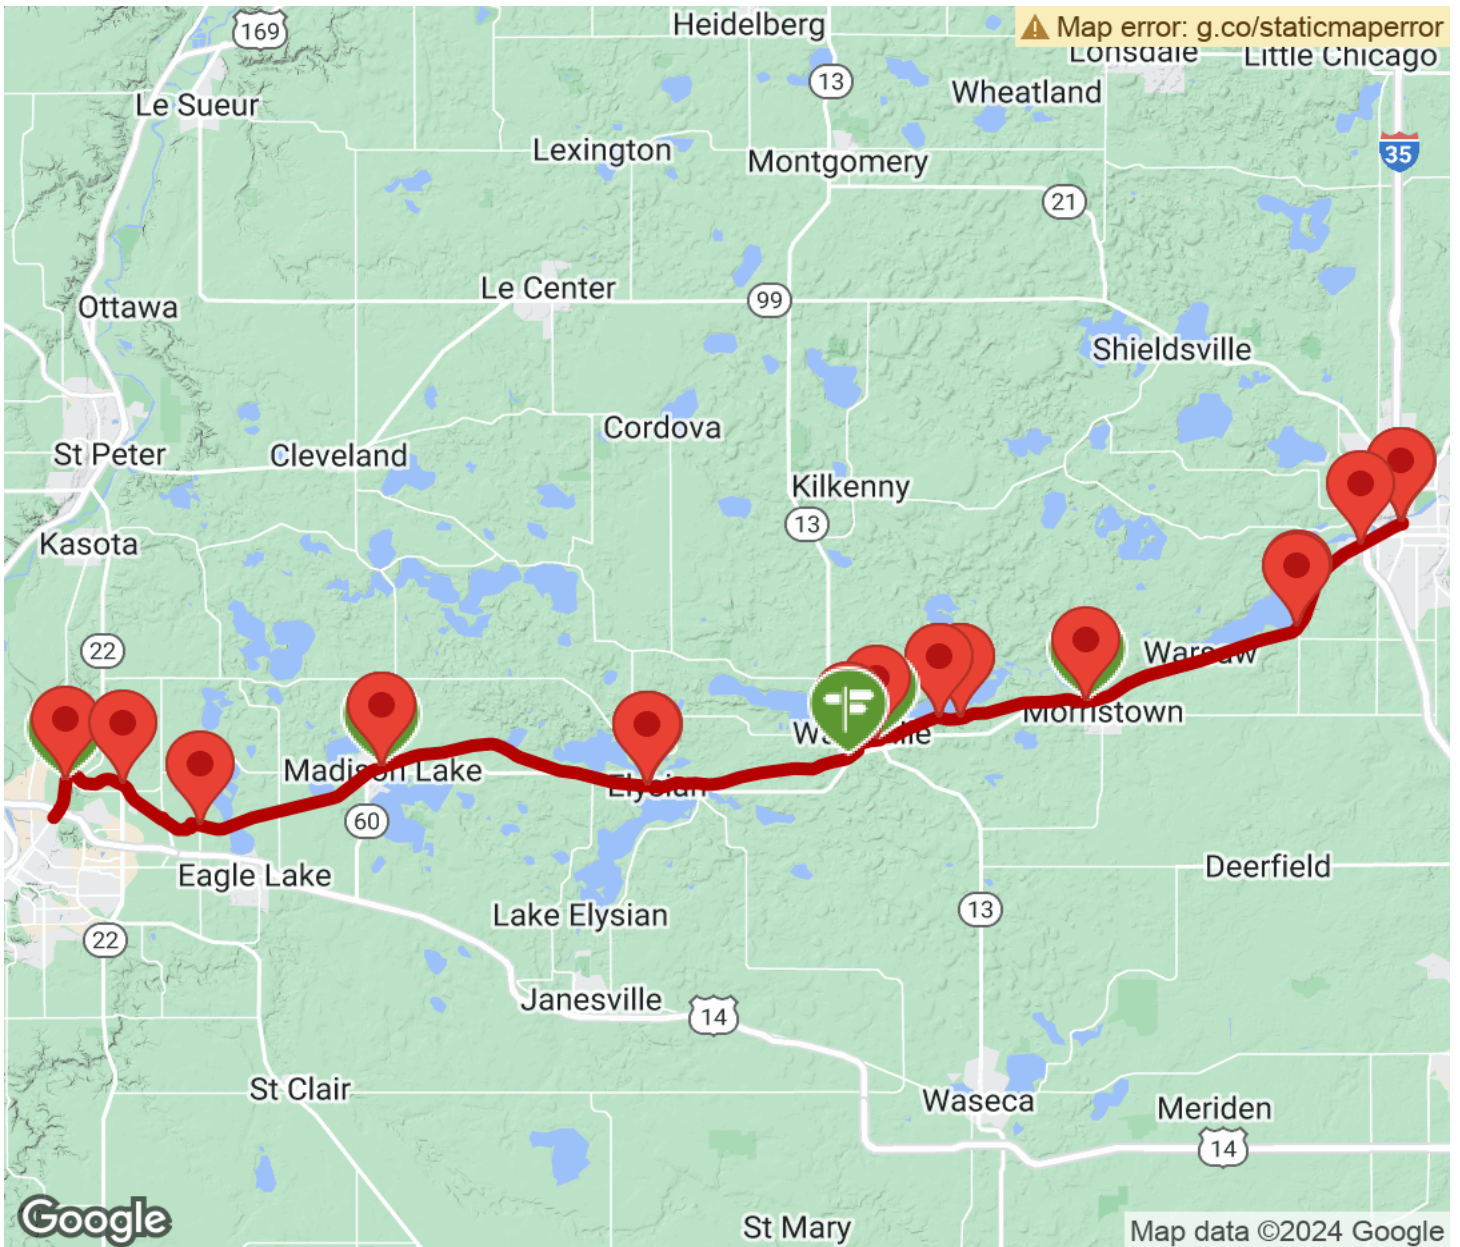 169
Heidelberg
Map error: g.co/staticmaperror
Lonsdale
Little Chicago
13
Wheatland
Le Sueur
Lexington
Montgomery
35
21
Le Center
99
Ottawa
Shieldsville
Cordova
St Peter
Cleveland
Kilkenny
13
Kasota
22
Warsaw
Morristown
Madison Lake
Elysian
60
Eagle Lake
Deerfield
Lake Elysian
13
22
Janesville
14
St Clair
Waseca
Meriden
14
Google
St Mary
Map data ©2024 Google